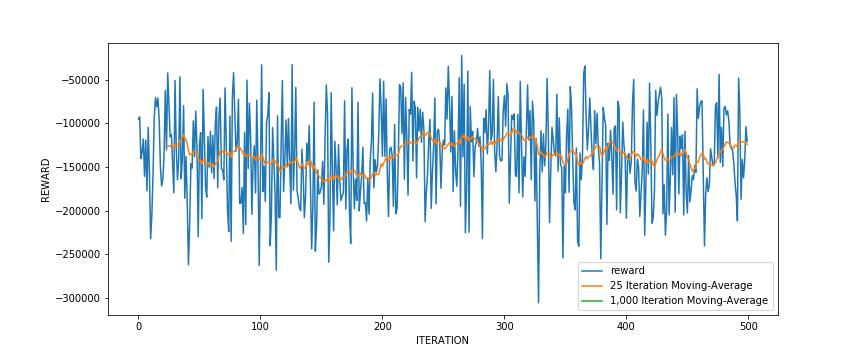 −50000
−100000
−150000
−200000
−250000
−300000
REWARD
0
100
200
300
400
500
ITERATION
reward
25 Iteration Moving-Average
1,000 Iteration Moving-Average